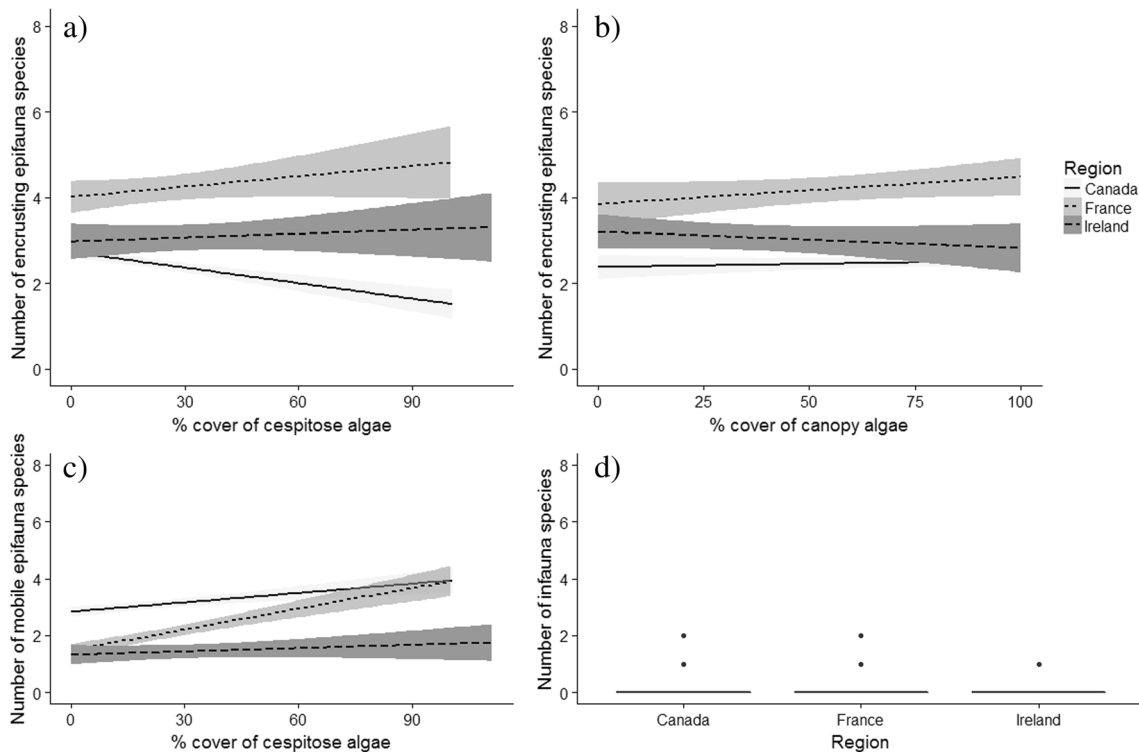 a)
Number of encrusting epifauna species
8
6
4
2
0
0 30 60 90
% cover of cespitose algae
b)
Number of encrusting epifauna species
8
6
4
2
0
0 25 50 75 100
% cover of canopy algae
Region
Canada
France
Ireland
c)
Number of mobile epifauna species
8
6
4
2
0
0 30 60 90
% cover of cespitose algae
d)
Number of infauna species
8
6
4
2
0
Canada France Ireland
Region